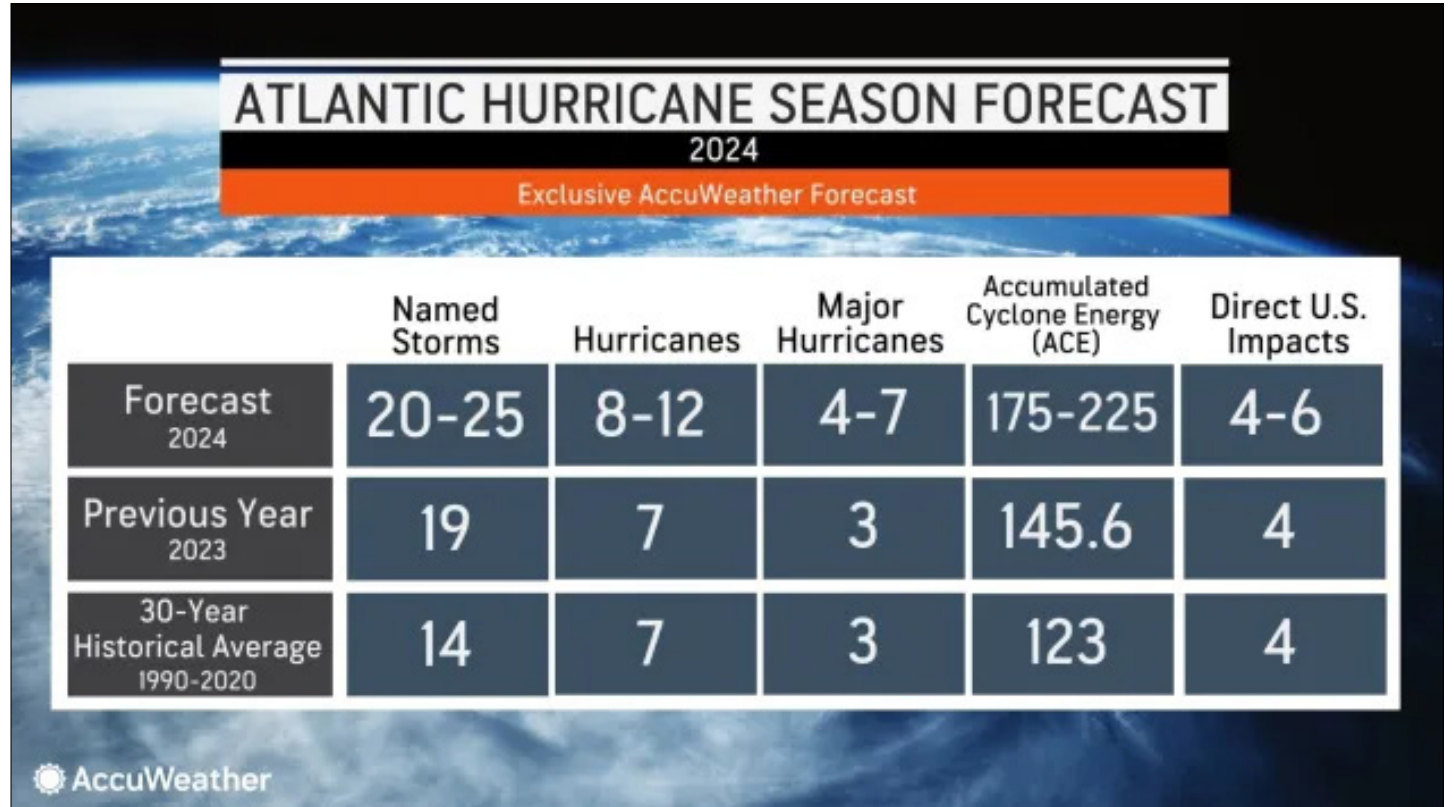 ATLANTIC HURRICANE SEASON FORECAST
2024
Exclusive AccuWeather Forecast
Named
Storms
Hurricanes
Major
Hurricanes
Accumulated
Cyclone Energy
(ACE)
Direct U.S.
Impacts
Forecast
2024
20-25
8-12
4-7
175-225
4-6
Previous Year
2023
19
7
3
145.6
4
30-Year
Historical Average
1990-2020
14
7
3
123
4
AccuWeather